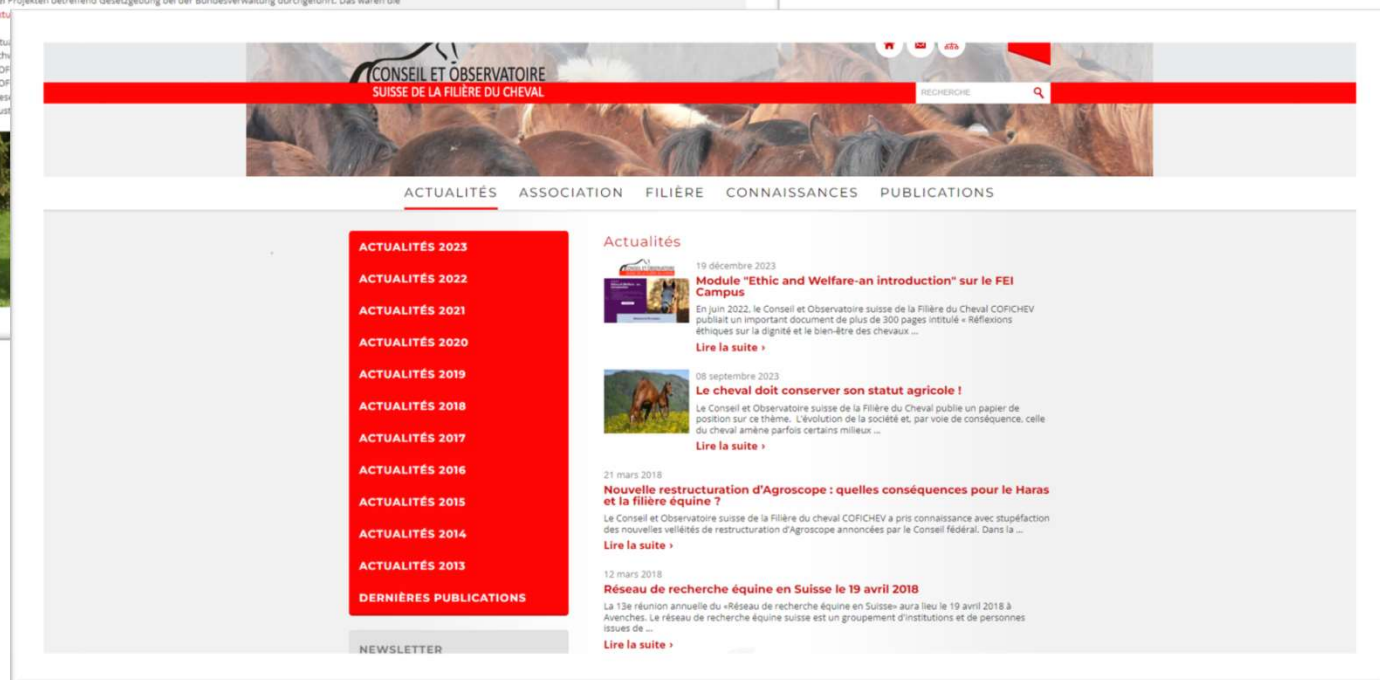 CONSEIL ET OBSERVATOIRE
SUISSE DE LA FILIÈRE DU CHEVAL
RECHERCHE
ACTUALITÉS ASSOCIATION FILIÈRE CONNAISSANCES PUBLICATIONS
ACTUALITÉS 2023
ACTUALITÉS 2022
ACTUALITÉS 2021
ACTUALITÉS 2020
ACTUALITÉS 2019
ACTUALITÉS 2018
ACTUALITÉS 2017
ACTUALITÉS 2016
ACTUALITÉS 2015
ACTUALITÉS 2014
ACTUALITÉS 2013
DERNIÈRES PUBLICATIONS
NEWSLETTER
Actualités
19 décembre 2023
Module "Ethic and Welfare-an introduction" sur le FEI
Campus
En juin 2022, le Conseil et Observatoire suisse de la Filière du Cheval COFICHEV
publiait un important document de plus de 300 pages intitulé « Réflexions
éthiques sur la dignité et le bien-être des chevaux ...
Lire la suite ›
08 septembre 2023
Le cheval doit conserver son statut agricole !
Le Conseil et Observatoire suisse de la Filière du Cheval publie un papier de
position sur ce thème. L'évolution de la société et, par voie de conséquence, celle
du cheval amène parfois certains milieux ...
Lire la suite ›
21 mars 2018
Nouvelle restructuration d'Agroscope : quelles conséquences pour le Haras
et la filière équine ?
Le Conseil et Observatoire suisse de la Filière du cheval COFICHEV a pris connaissance avec stupéfaction
des nouvelles velléités de restructuration d'Agroscope annoncées par le Conseil fédéral. Dans la ...
Lire la suite ›
12 mars 2018
Réseau de recherche équine en Suisse le 19 avril 2018
La 13e réunion annuelle du «Réseau de recherche équine en Suisse» aura lieu le 19 avril 2018 à
Avenches. Le réseau de recherche équine suisse est un groupement d'institutions et de personnes
issues de ...
Lire la suite ›